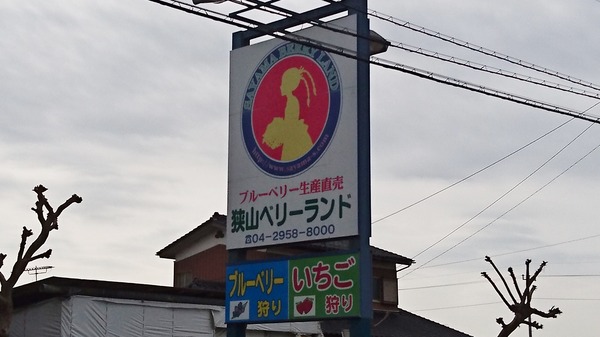 SAYAMA BERRY LAND
ブルーベリー生産直売
狭山ベリーランド
☎04-2958-8000
ブルーベリー狩り
いちご狩り